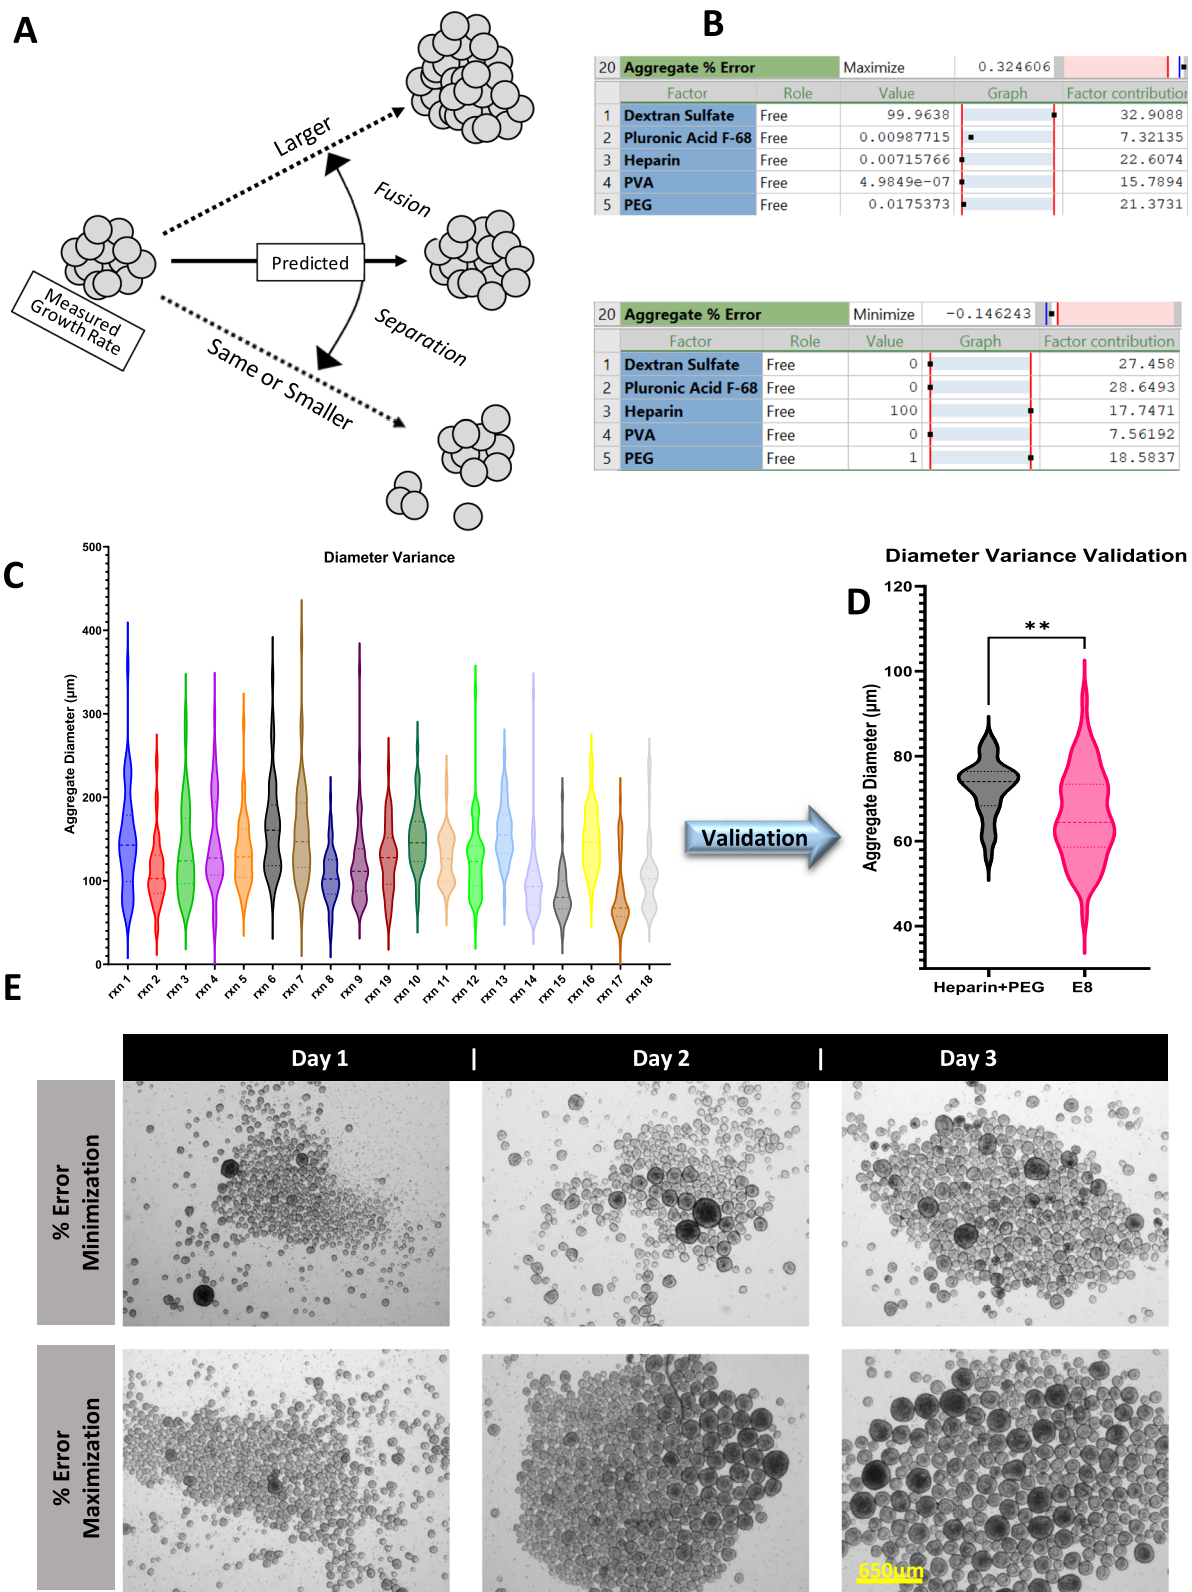 A
Larger
Fusion
Predicted
Measured
Growth Rate
Separation
Same or Smaller
B
20 Aggregate % Error Maximize 0.324606
Factor Role Value Graph Factor contribution
1 Dextran Sulfate Free 99.9638 32.9088
2 Pluronic Acid F-68 Free 0.00987715 7.32135
3 Heparin Free 0.00715766 22.6074
4 PVA Free 4.9849e-07 15.7894
5 PEG Free 0.0175373 21.3731
20 Aggregate % Error Minimize -0.146243
Factor Role Value Graph Factor contribution
1 Dextran Sulfate Free 0 27.458
2 Pluronic Acid F-68 Free 0 28.6493
3 Heparin Free 100 17.7471
4 PVA Free 0 7.56192
5 PEG Free 1 18.5837
C
Diameter Variance
Aggregate Diameter (µm)
500
400
300
200
100
0
rxn 1 rxn 2 rxn 3 rxn 4 rxn 5 rxn 6 rxn 7 rxn 8 rxn 9 rxn 19 rxn 10 rxn 11 rxn 12 rxn 13 rxn 14 rxn 15 rxn 16 rxn 17 rxn 18
Validation
Diameter Variance Validation
D
**
Aggregate Diameter (µm)
120
100
80
60
40
Heparin+PEG E8
E
Day 1 | Day 2 | Day 3
% Error
Minimization
% Error
Maximization
650µm